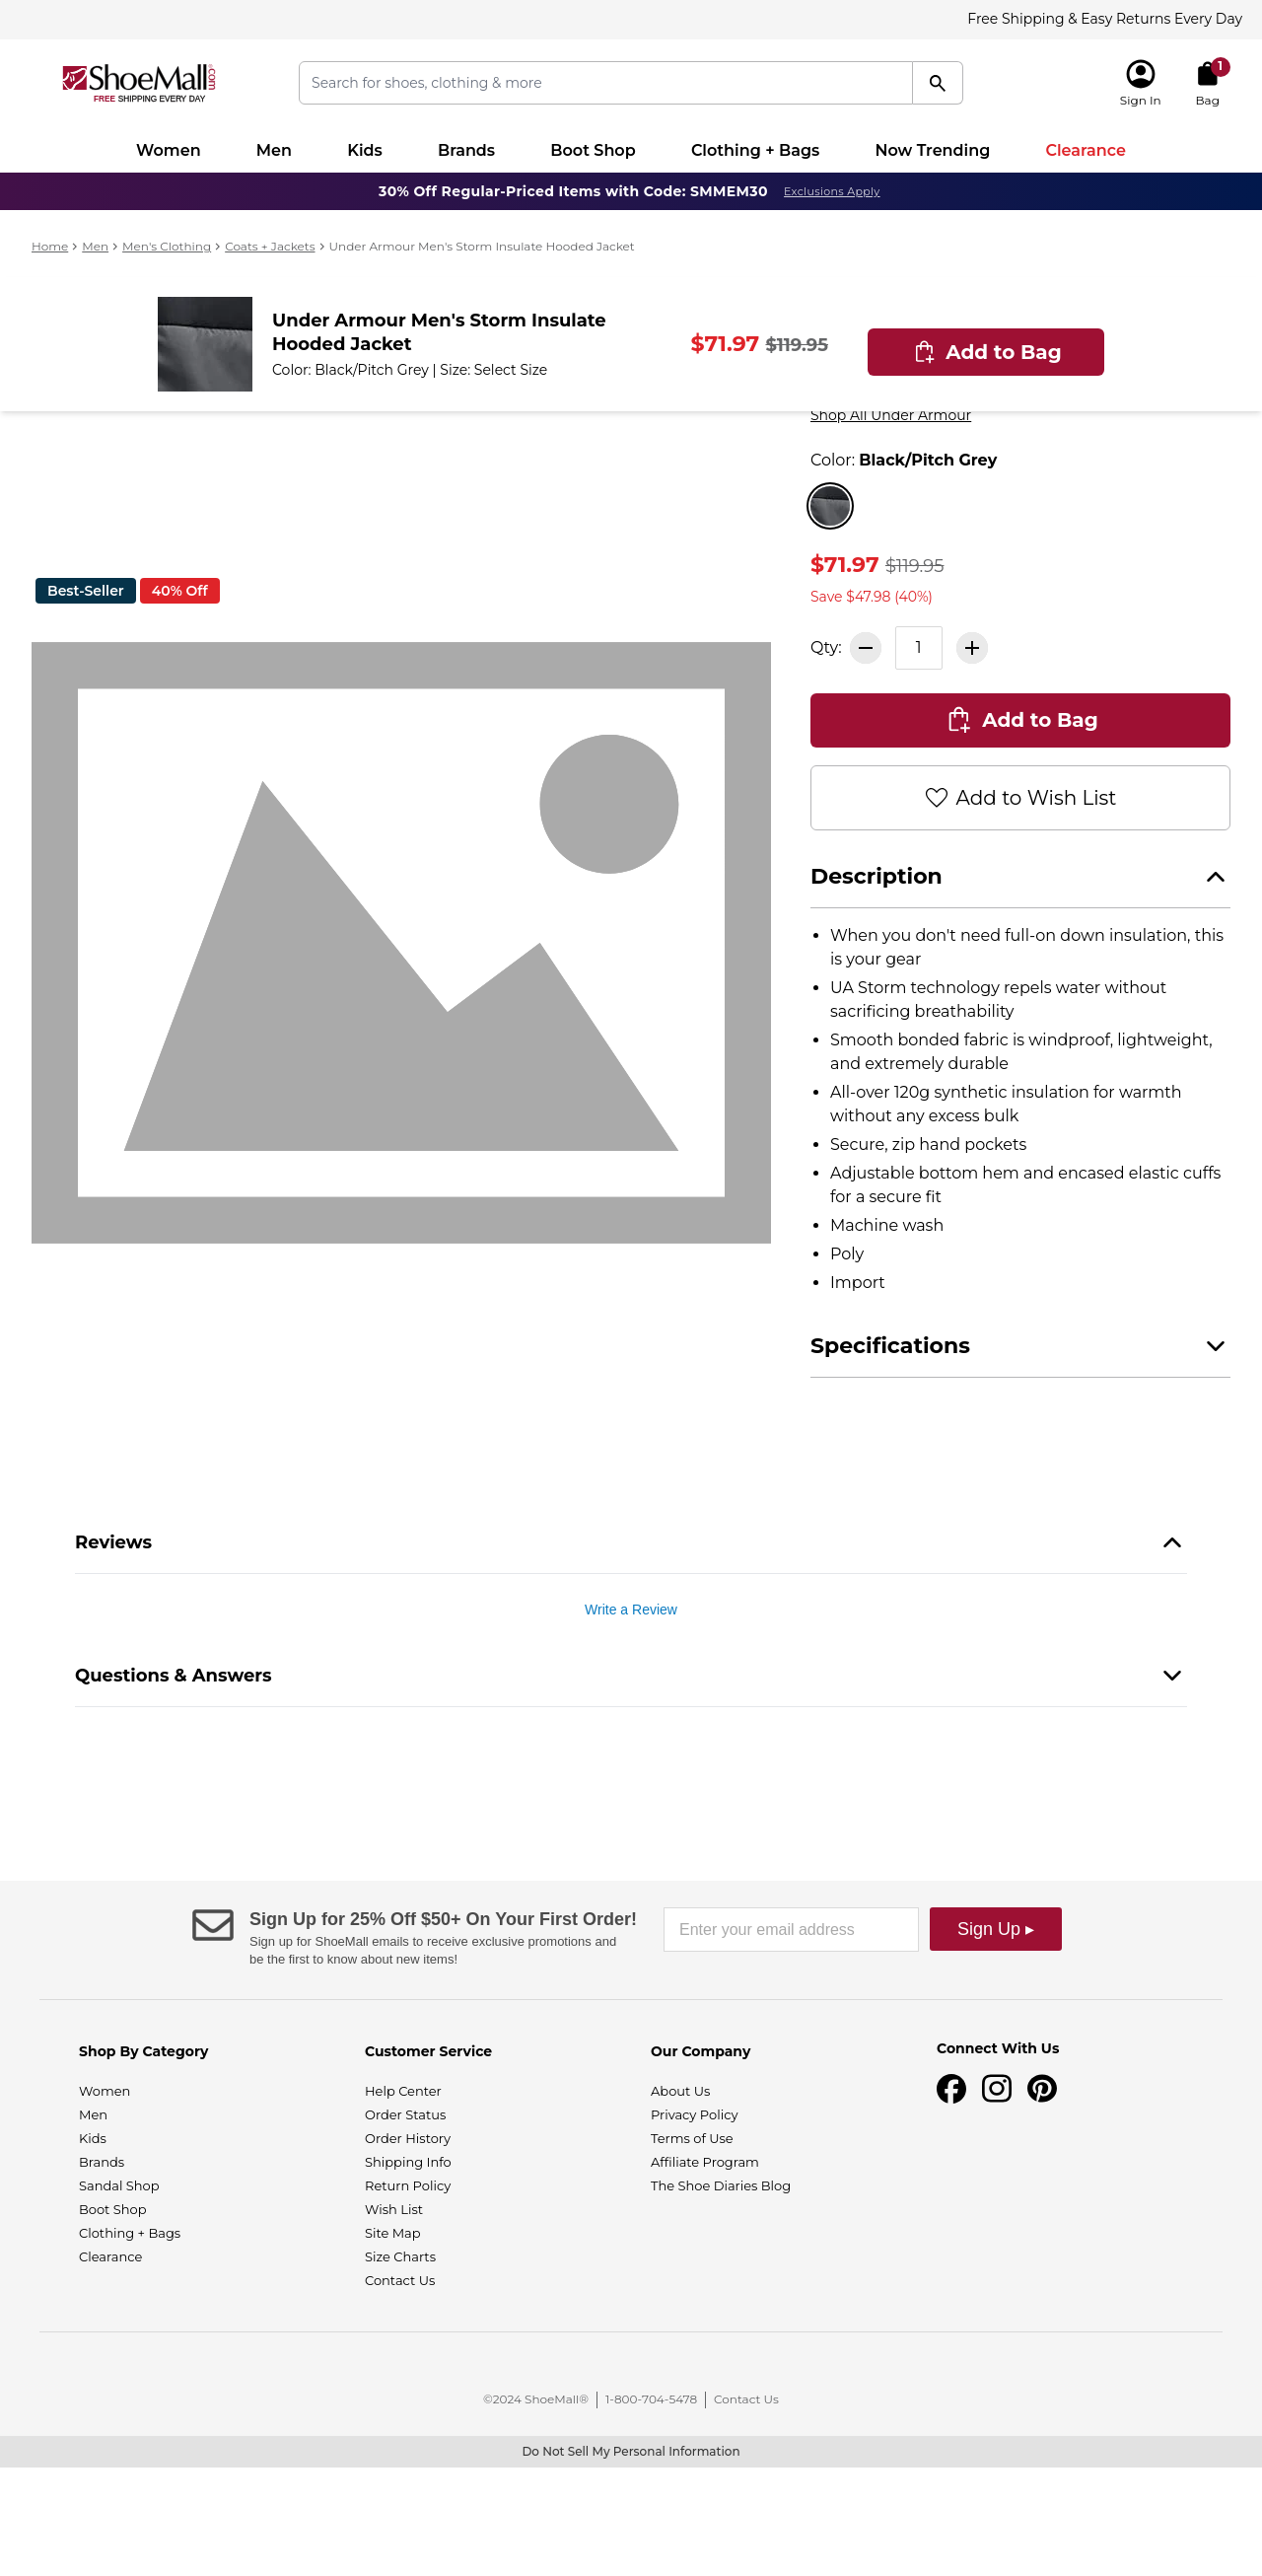 Free Shipping & Easy Returns Every Day
ShoeMall.com
FREE SHIPPING EVERY DAY
Search for shoes, clothing & more
Sign In
1
Bag
Women Men Kids Brands Boot Shop Clothing + Bags Now Trending Clearance
30% Off Regular-Priced Items with Code: SMMEM30 Exclusions Apply
Home > Men > Men's Clothing > Coats + Jackets > Under Armour Men's Storm Insulate Hooded Jacket
Under Armour Men's Storm Insulate
Hooded Jacket
Color: Black/Pitch Grey | Size: Select Size
$71.97 $119.95
Add to Bag
Shop All Under Armour
Color: Black/Pitch Grey
Best-Seller 40% Off
$71.97 $119.95
Save $47.98 (40%)
Qty: 1
Add to Bag
Add to Wish List
Description
• When you don't need full-on down insulation, this
is your gear
• UA Storm technology repels water without
sacrificing breathability
• Smooth bonded fabric is windproof, lightweight,
and extremely durable
• All-over 120g synthetic insulation for warmth
without any excess bulk
• Secure, zip hand pockets
• Adjustable bottom hem and encased elastic cuffs
for a secure fit
• Machine wash
• Poly
• Import
Specifications
Reviews
Write a Review
Questions & Answers
Sign Up for 25% Off $50+ On Your First Order!
Sign up for ShoeMall emails to receive exclusive promotions and
be the first to know about new items!
Enter your email address
Sign Up ▸
Shop By Category
Women
Men
Kids
Brands
Sandal Shop
Boot Shop
Clothing + Bags
Clearance
Customer Service
Help Center
Order Status
Order History
Shipping Info
Return Policy
Wish List
Site Map
Size Charts
Contact Us
Our Company
About Us
Privacy Policy
Terms of Use
Affiliate Program
The Shoe Diaries Blog
Connect With Us
©2024 ShoeMall® | 1-800-704-5478 | Contact Us
Do Not Sell My Personal Information